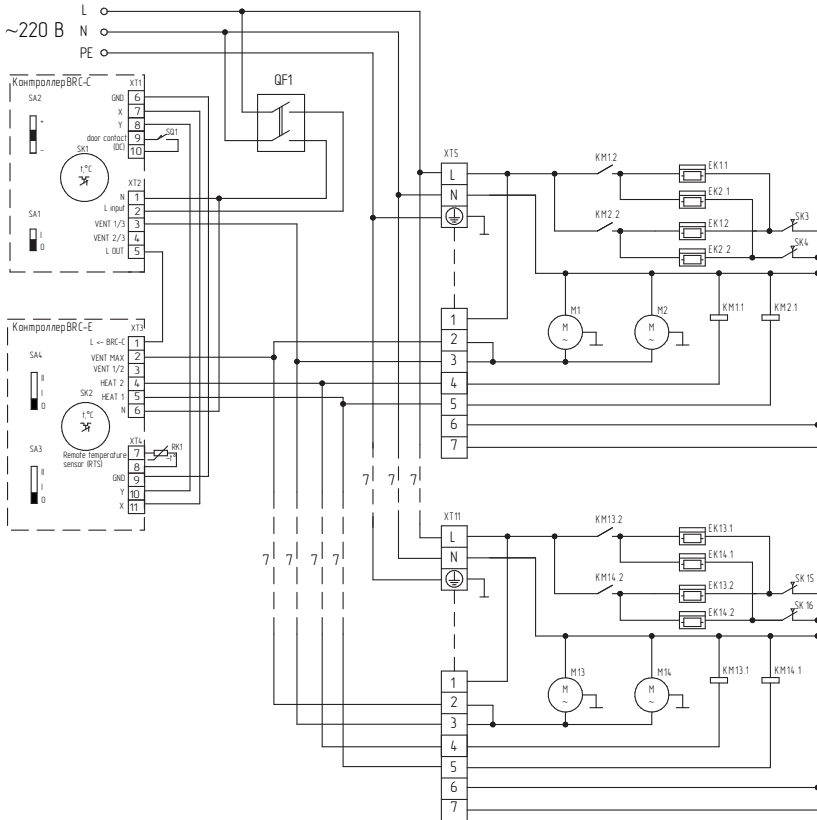 L
~220 В N
PE
Контроллер BRC-C
XT1
SA2
GND 6
X 7
Y 8
door contact (DC) 9
10
SQ1
+
−
SK1
t,°C
XT2
N 1
L input 2
VENT 1/3 3
VENT 2/3 4
L OUT 5
SA1
I
0
QF1
Контроллер BRC-E
XT3
L <- BRC-C 1
VENT MAX 2
VENT 1/2 3
HEAT 2 4
HEAT 1 5
N 6
SA4
II
I
0
SK2
t,°C
XT4
Remote temperature
sensor (RTS)
7
8
RK1
-t°
GND 9
Y 10
X 11
SA3
II
I
0
XT5
L
N
KM1.2
EK1.1
EK2.1
KM2.2
EK1.2
EK2.2
SK3
SK4
M1
M
~
M2
M
~
KM1.1
KM2.1
1
2
3
4
5
6
7
7 7 7
7 7 7 7
XT11
L
N
KM13.2
EK13.1
EK14.1
KM14.2
EK13.2
EK14.2
SK15
SK16
M13
M
~
M14
M
~
KM13.1
KM14.1
1
2
3
4
5
6
7